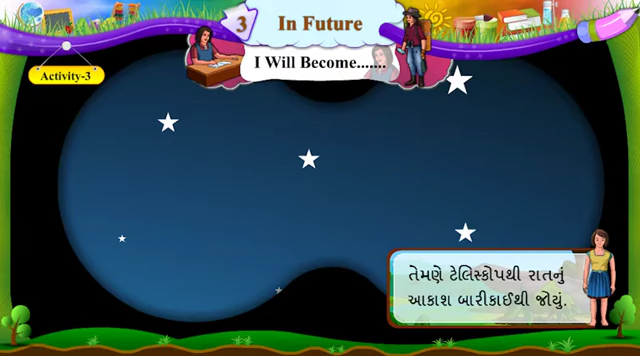 3
In Future
I Will Become.......
Activity-3
તેમણે ટેલિસ્કોપથી રાતનું
આકાશ બારીકાઈથી જોયું.